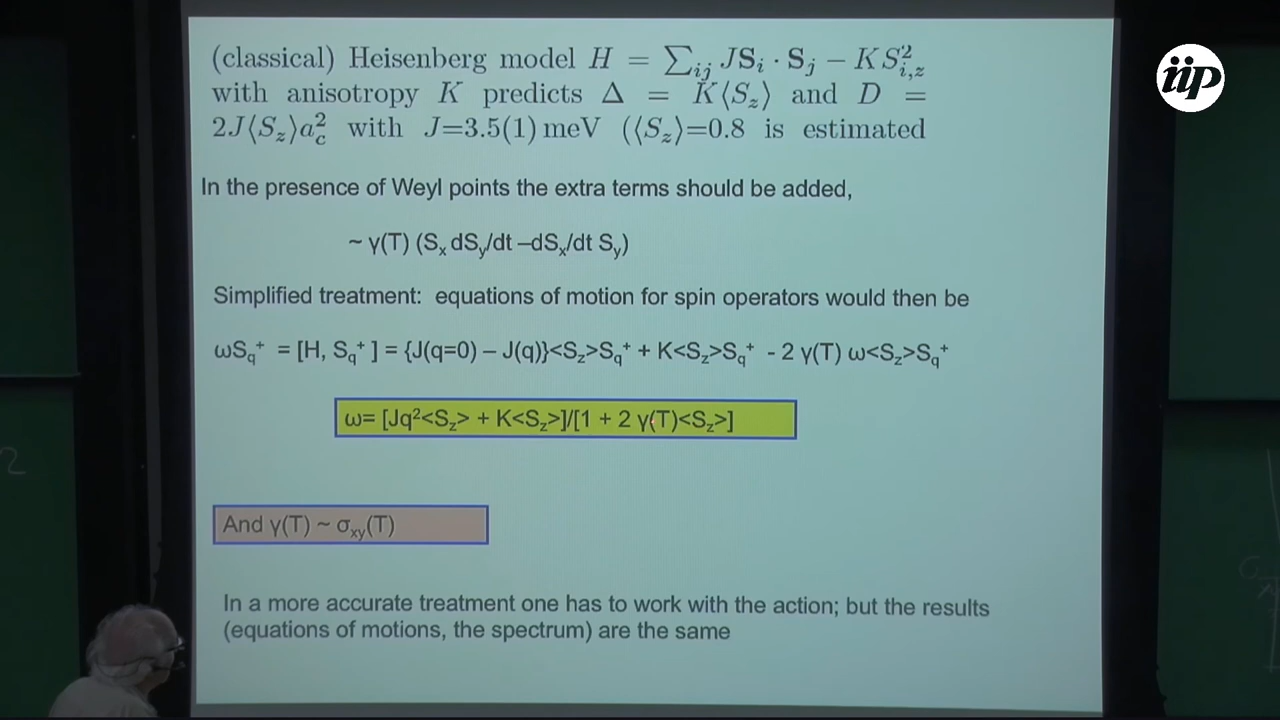 (classical) Heisenberg model H = ∑ij JSi · Sj − KS²i,z
with anisotropy K predicts Δ = K⟨Sz⟩ and D =
2J⟨Sz⟩a²c with J=3.5(1) meV (⟨Sz⟩=0.8 is estimated
In the presence of Weyl points the extra terms should be added,
~ γ(T) (Sx dSy/dt –dSx/dt Sy)
Simplified treatment: equations of motion for spin operators would then be
ωSq⁺ = [H, Sq⁺ ] = {J(q=0) – J(q)}<Sz>Sq⁺ + K<Sz>Sq⁺ - 2 γ(T) ω<Sz>Sq⁺
ω= [Jq²<Sz> + K<Sz>]/[1 + 2 γ(T)<Sz>]
And γ(T) ~ σxy(T)
In a more accurate treatment one has to work with the action; but the results
(equations of motions, the spectrum) are the same
iip
2